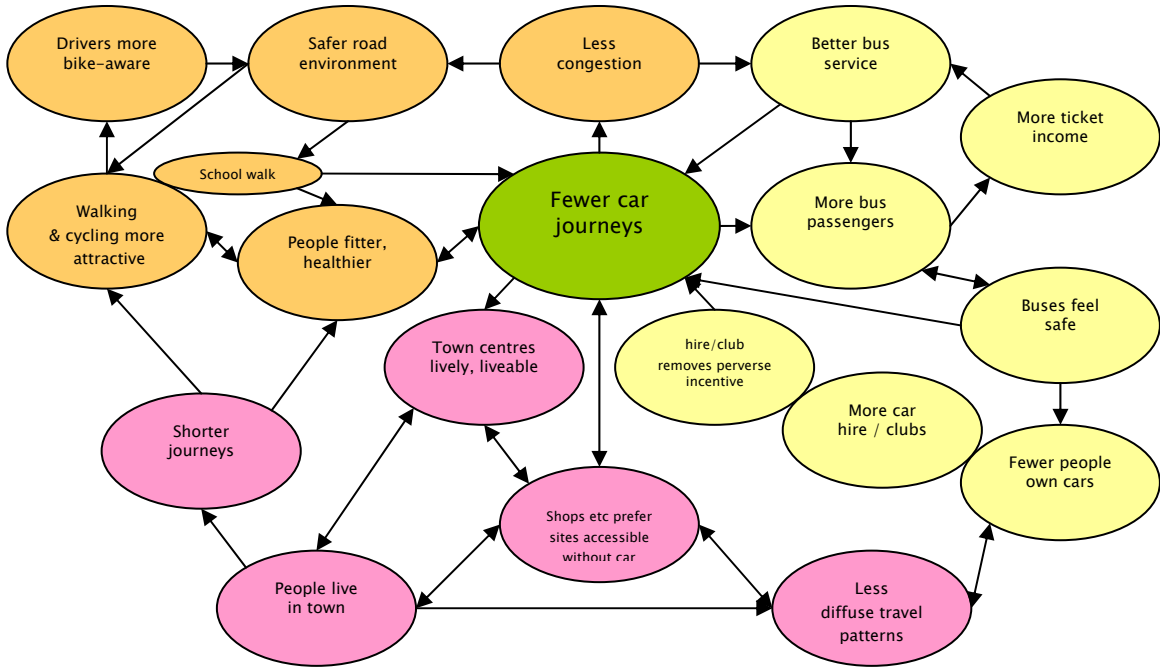 Drivers more
bike-aware
Safer road
environment
Less
congestion
Better bus
service
More ticket
income
School walk
Walking
& cycling more
attractive
People fitter,
healthier
Fewer car
journeys
More bus
passengers
Buses feel
safe
Town centres
lively, liveable
hire/club
removes perverse
incentive
More car
hire / clubs
Shorter
journeys
Fewer people
own cars
Shops etc prefer
sites accessible
without car
People live
in town
Less
diffuse travel
patterns